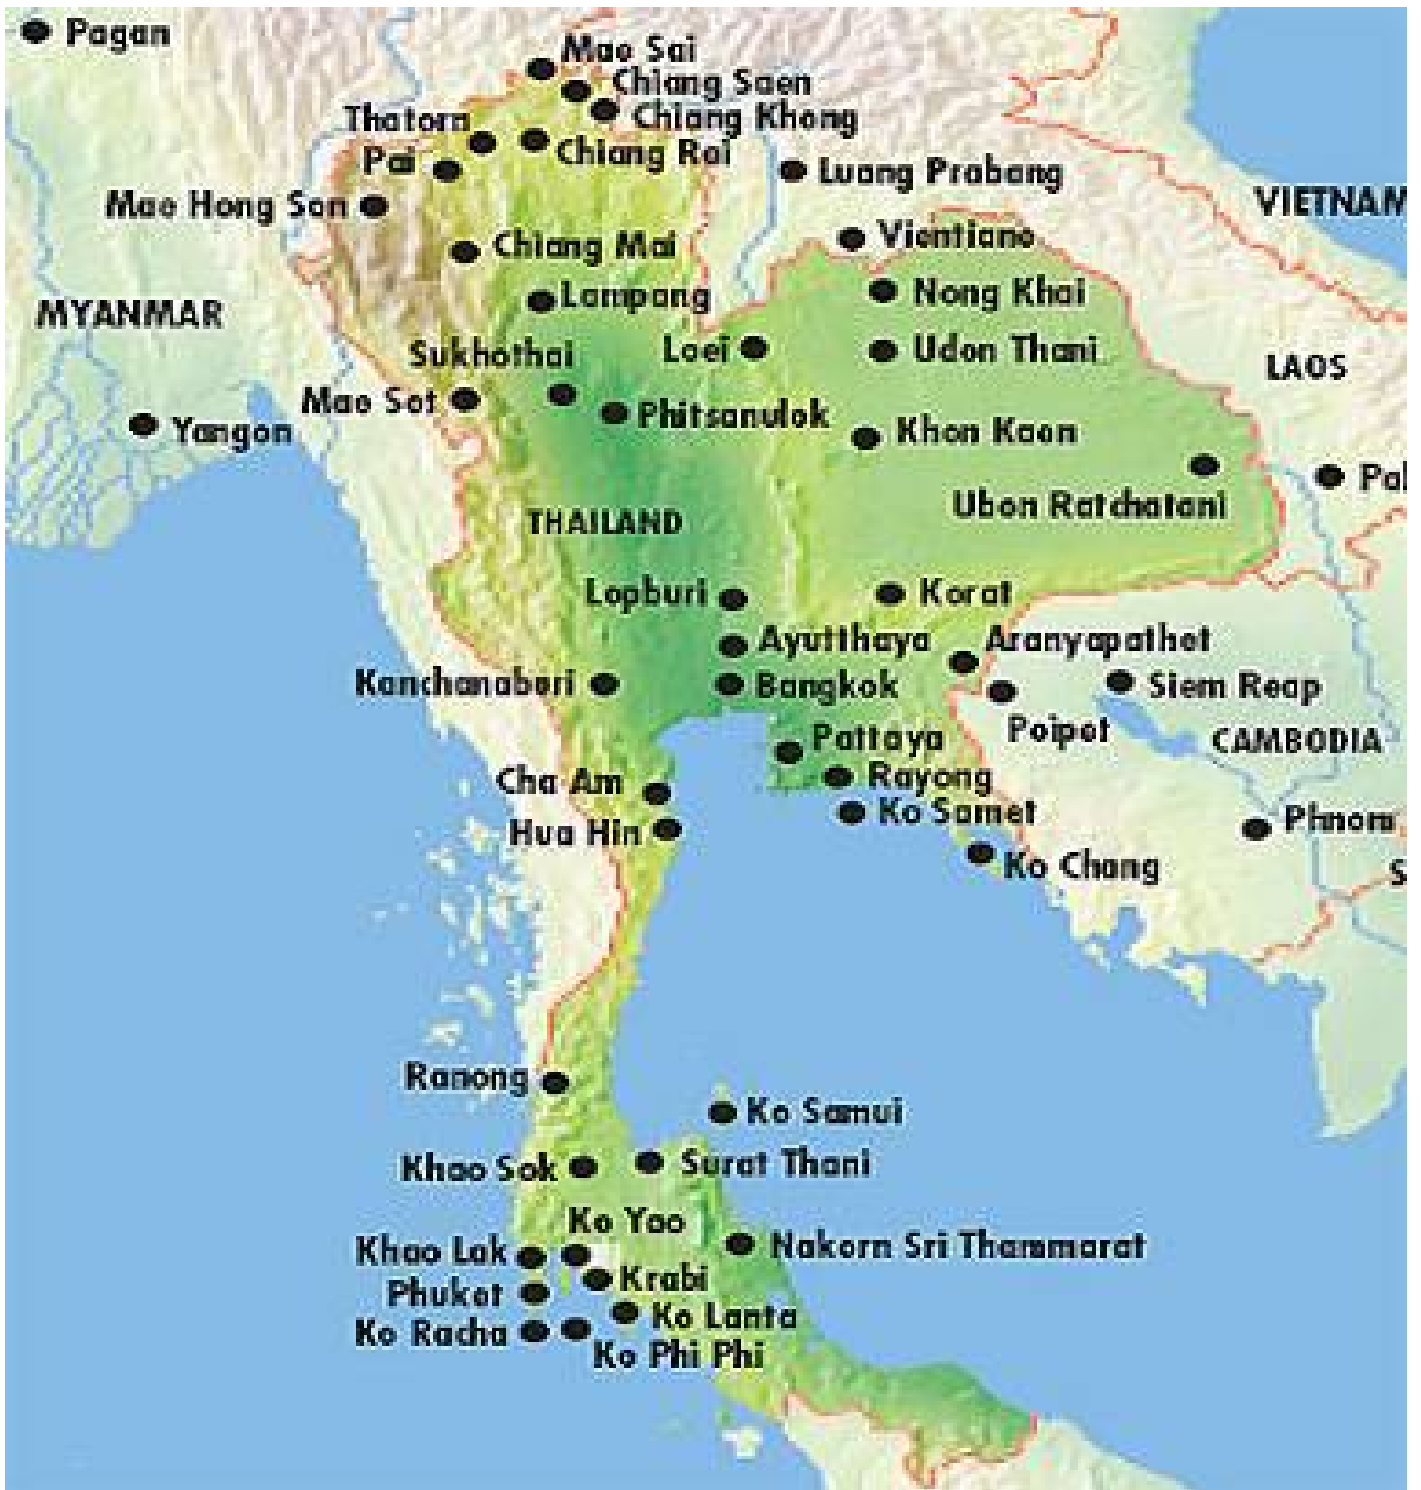 Pagan
Mae Sai
Chiang Saen
Chiang Khong
Thatorn
Chiang Rai
Pai
Luang Prabang
Mae Hong Son
VIETNAM
Vientiane
Chiang Mai
Nong Khai
Lampang
MYANMAR
Sukhothai
Loei
Udon Thani
LAOS
Mae Sot
Phitsanulok
Yangon
Khon Kaen
Pak
Ubon Ratchatani
THAILAND
Lopburi
Korat
Ayutthaya
Aranyapathet
Kanchanaburi
Bangkok
Siem Reap
Poipet
Pattaya
CAMBODIA
Cha Am
Rayong
Ko Samet
Phnom
Hua Hin
Ko Chang
S
Ranong
Ko Samui
Khao Sok
Surat Thani
Ko Yao
Khao Lak
Nakorn Sri Thammarat
Krabi
Phuket
Ko Lanta
Ko Racha
Ko Phi Phi